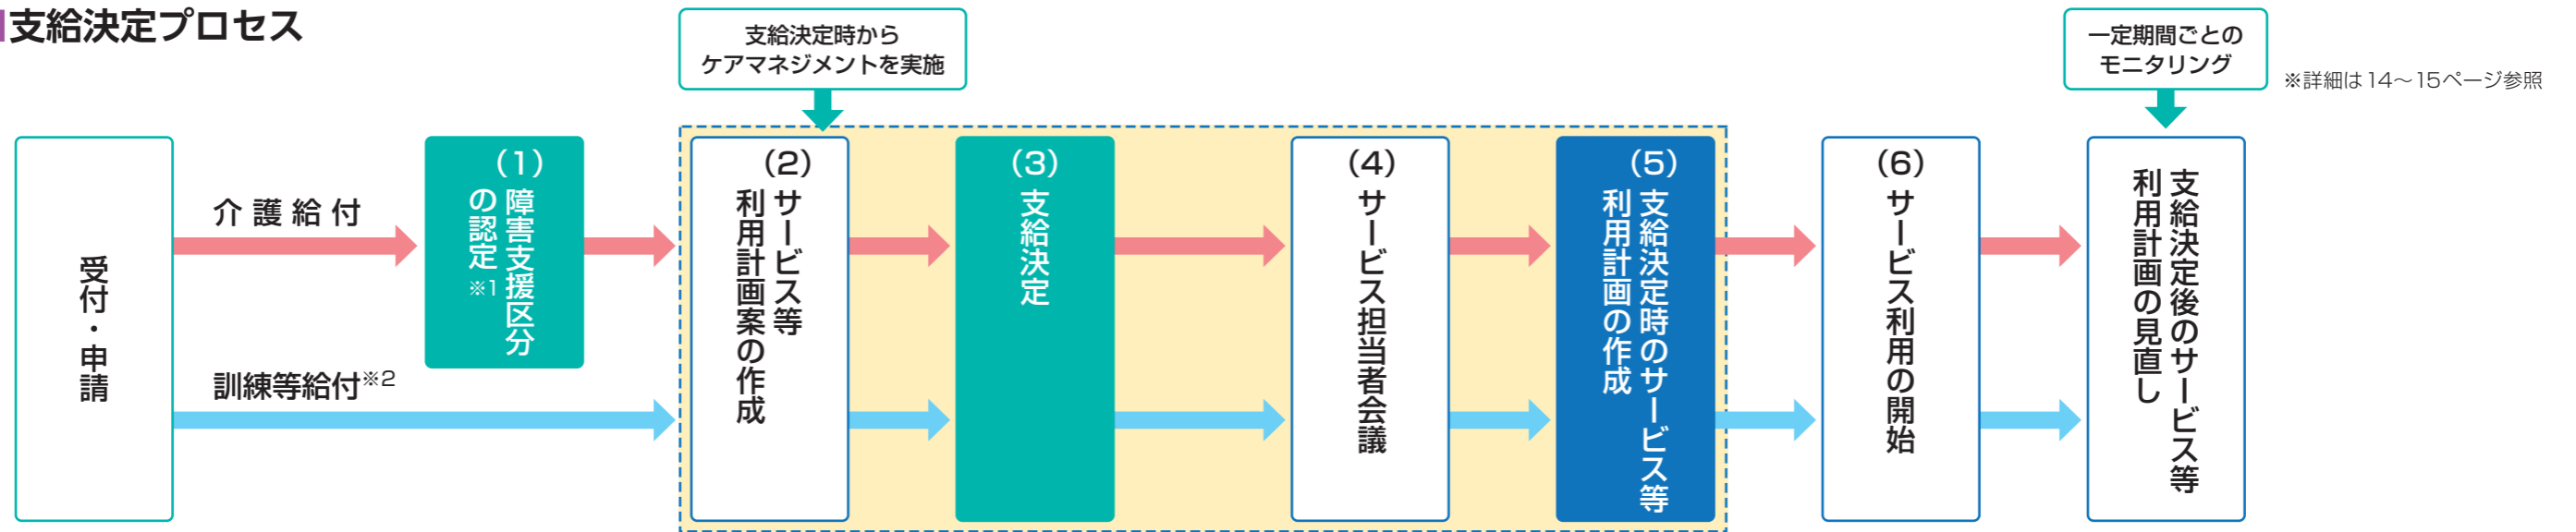 支給決定プロセス
支給決定時から
ケアマネジメントを実施
一定期間ごとの
モニタリング
※詳細は14〜15ページ参照
受付・申請
介護給付
訓練等給付※2
（1）
障害支援区分
の認定※1
（2）
サービス等
利用計画案の作成
（3）
支給決定
（4）
サービス担当者会議
（5）
支給決定時のサービス等
利用計画の作成
（6）
サービス利用の開始
支給決定後のサービス等
利用計画の見直し